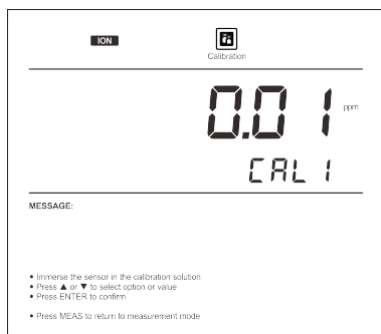 ION
Calibration
0.01 ppm
CAL 1
MESSAGE:
• Immerse the sensor in the calibration solution
• Press ▲ or ▼ to select option or value
• Press ENTER to confirm
• Press MEAS to return to measurement mode